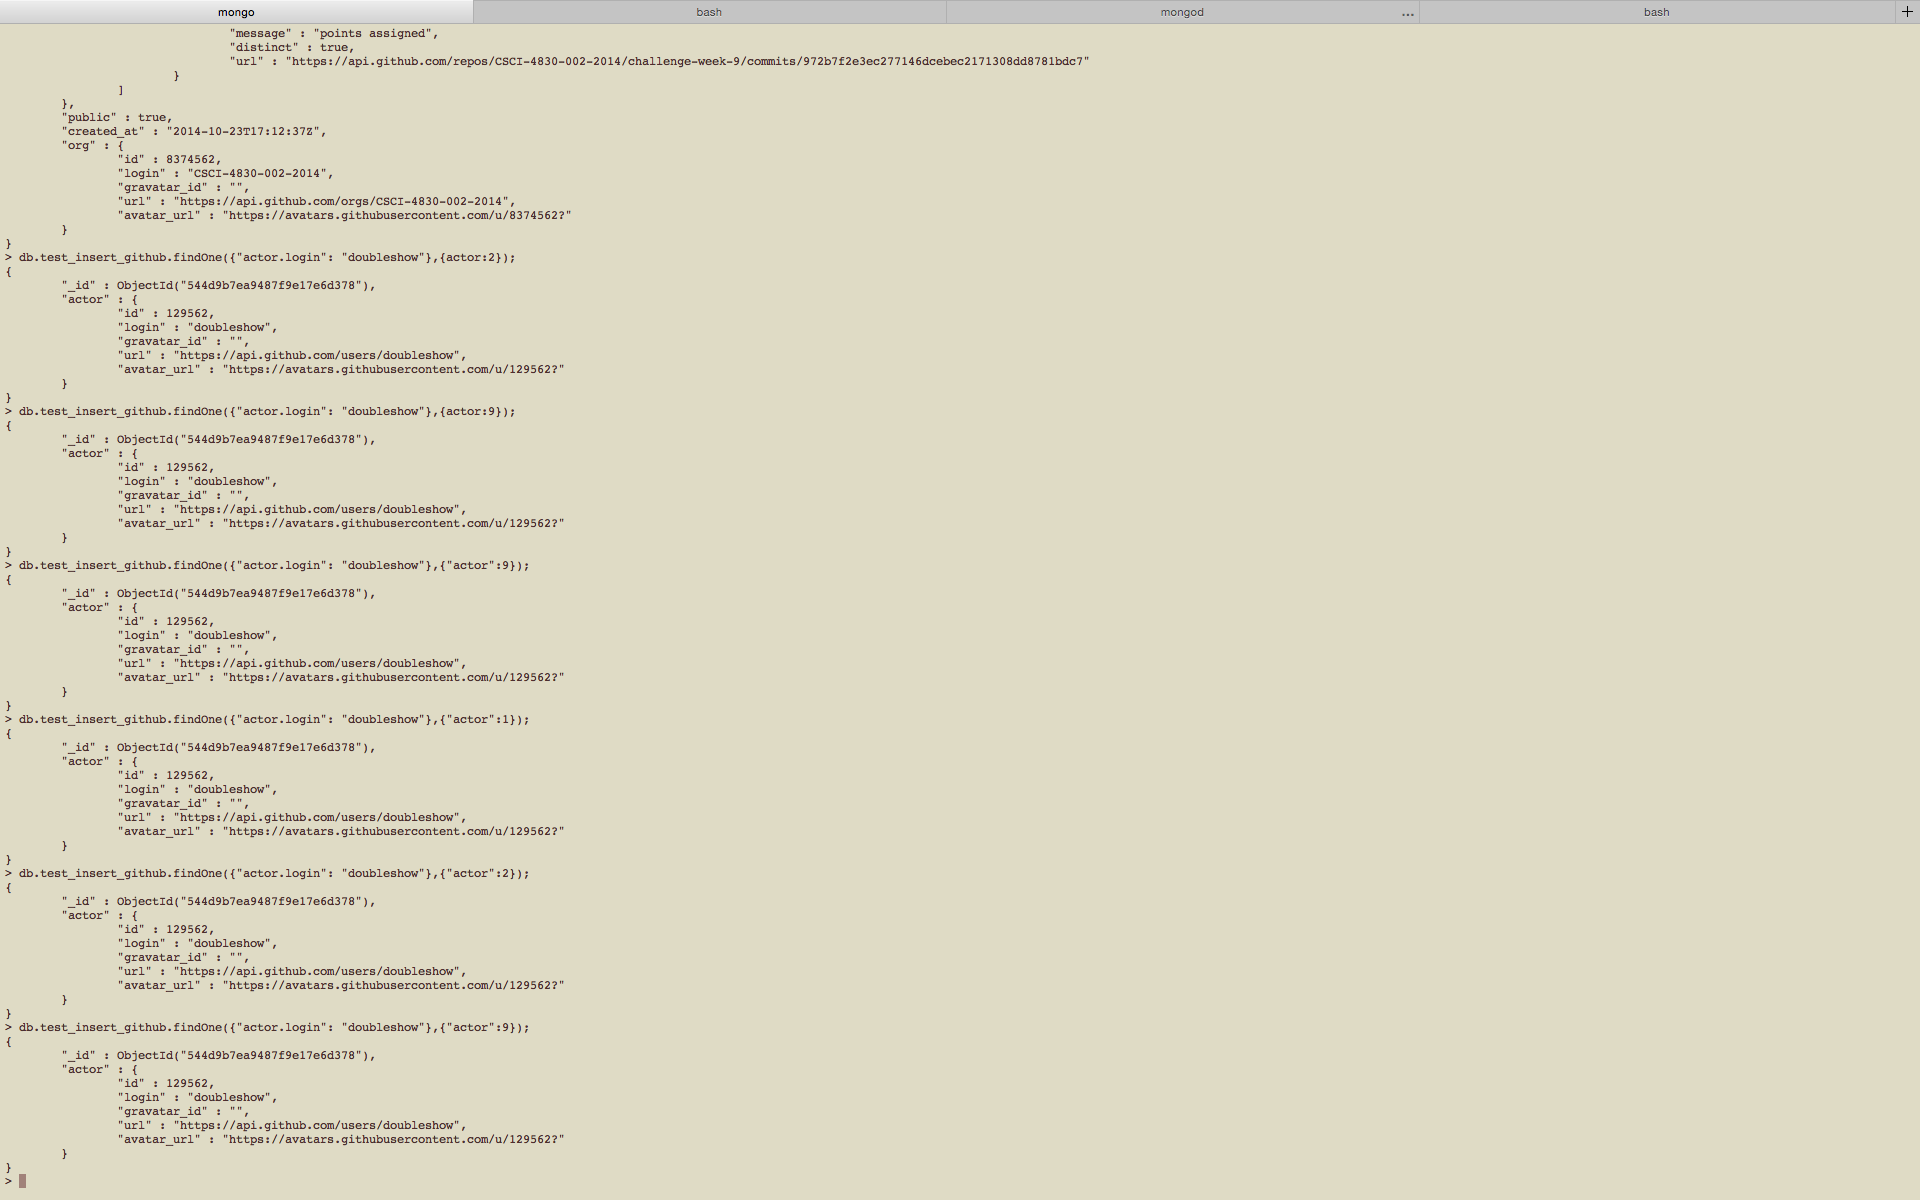 mongo
bash
mongod
...
bash
+
"message" : "points assigned",
"distinct" : true,
"url" : "https://api.github.com/repos/CSCI-4830-002-2014/challenge-week-9/commits/972b7f2e3ec277146dcebec2171308dd8781bdc7"
}
]
},
"public" : true,
"created_at" : "2014-10-23T17:12:37Z",
"org" : {
"id" : 8374562,
"login" : "CSCI-4830-002-2014",
"gravatar_id" : "",
"url" : "https://api.github.com/orgs/CSCI-4830-002-2014",
"avatar_url" : "https://avatars.githubusercontent.com/u/8374562?"
}
}
> db.test_insert_github.findOne({"actor.login": "doubleshow"},{actor:2});
{
"_id" : ObjectId("544d9b7ea9487f9e17e6d378"),
"actor" : {
"id" : 129562,
"login" : "doubleshow",
"gravatar_id" : "",
"url" : "https://api.github.com/users/doubleshow",
"avatar_url" : "https://avatars.githubusercontent.com/u/129562?"
}
}
> db.test_insert_github.findOne({"actor.login": "doubleshow"},{actor:9});
{
"_id" : ObjectId("544d9b7ea9487f9e17e6d378"),
"actor" : {
"id" : 129562,
"login" : "doubleshow",
"gravatar_id" : "",
"url" : "https://api.github.com/users/doubleshow",
"avatar_url" : "https://avatars.githubusercontent.com/u/129562?"
}
}
> db.test_insert_github.findOne({"actor.login": "doubleshow"},{"actor":9});
{
"_id" : ObjectId("544d9b7ea9487f9e17e6d378"),
"actor" : {
"id" : 129562,
"login" : "doubleshow",
"gravatar_id" : "",
"url" : "https://api.github.com/users/doubleshow",
"avatar_url" : "https://avatars.githubusercontent.com/u/129562?"
}
}
> db.test_insert_github.findOne({"actor.login": "doubleshow"},{"actor":1});
{
"_id" : ObjectId("544d9b7ea9487f9e17e6d378"),
"actor" : {
"id" : 129562,
"login" : "doubleshow",
"gravatar_id" : "",
"url" : "https://api.github.com/users/doubleshow",
"avatar_url" : "https://avatars.githubusercontent.com/u/129562?"
}
}
> db.test_insert_github.findOne({"actor.login": "doubleshow"},{"actor":2});
{
"_id" : ObjectId("544d9b7ea9487f9e17e6d378"),
"actor" : {
"id" : 129562,
"login" : "doubleshow",
"gravatar_id" : "",
"url" : "https://api.github.com/users/doubleshow",
"avatar_url" : "https://avatars.githubusercontent.com/u/129562?"
}
}
> db.test_insert_github.findOne({"actor.login": "doubleshow"},{"actor":9});
{
"_id" : ObjectId("544d9b7ea9487f9e17e6d378"),
"actor" : {
"id" : 129562,
"login" : "doubleshow",
"gravatar_id" : "",
"url" : "https://api.github.com/users/doubleshow",
"avatar_url" : "https://avatars.githubusercontent.com/u/129562?"
}
}
>